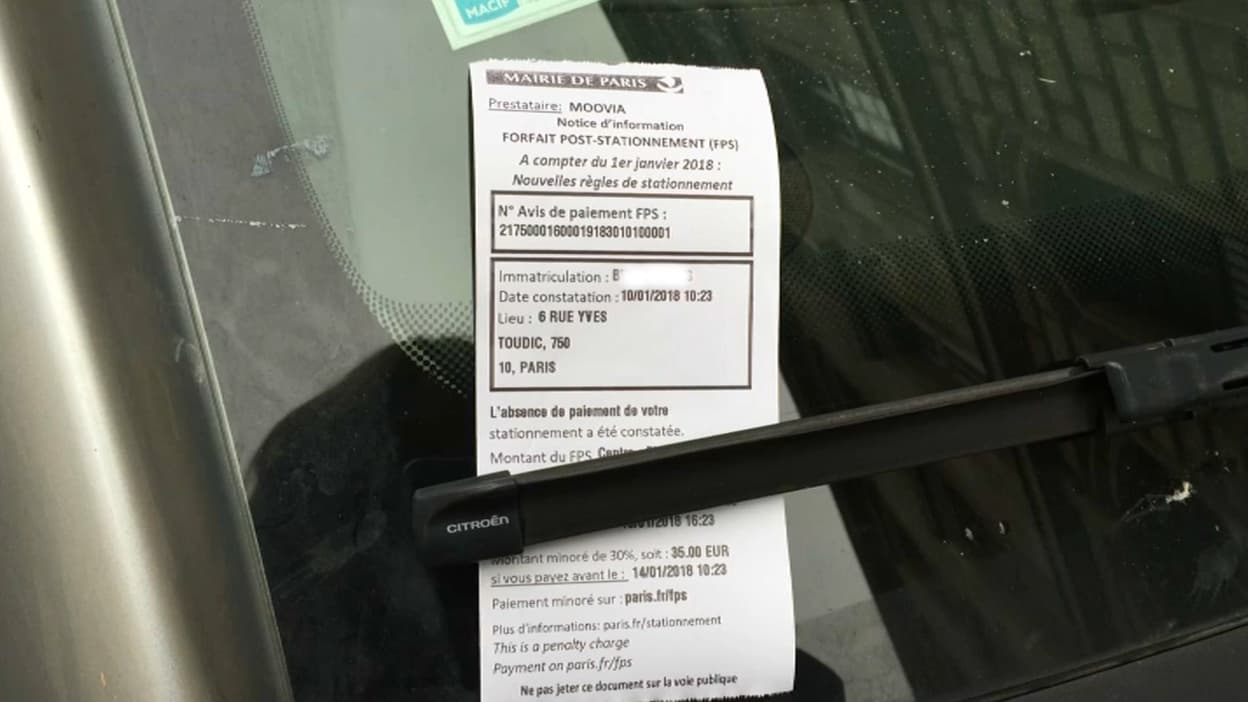 MACIF
MAIRIE DE PARIS
Prestataire: MOOVIA
Notice d'information
FORFAIT POST-STATIONNEMENT (FPS)
A compter du 1er janvier 2018 :
Nouvelles règles de stationnement
N° Avis de paiement FPS :
21750001600019183010100001
Immatriculation : B
Date constatation : 10/01/2018 10:23
Lieu : 6 RUE YVES
TOUDIC, 750
10, PARIS
L'absence de paiement de votre
stationnement a été constatée.
Montant du FPS
CITROËN
16:23
Montant minoré de 30%, soit : 35.00 EUR
si vous payez avant le : 14/01/2018 10:23
Paiement minoré sur : paris.fr/fps
Plus d'informations: paris.fr/stationnement
This is a penalty charge
Payment on paris.fr/fps
Ne pas jeter ce document sur la voie publique